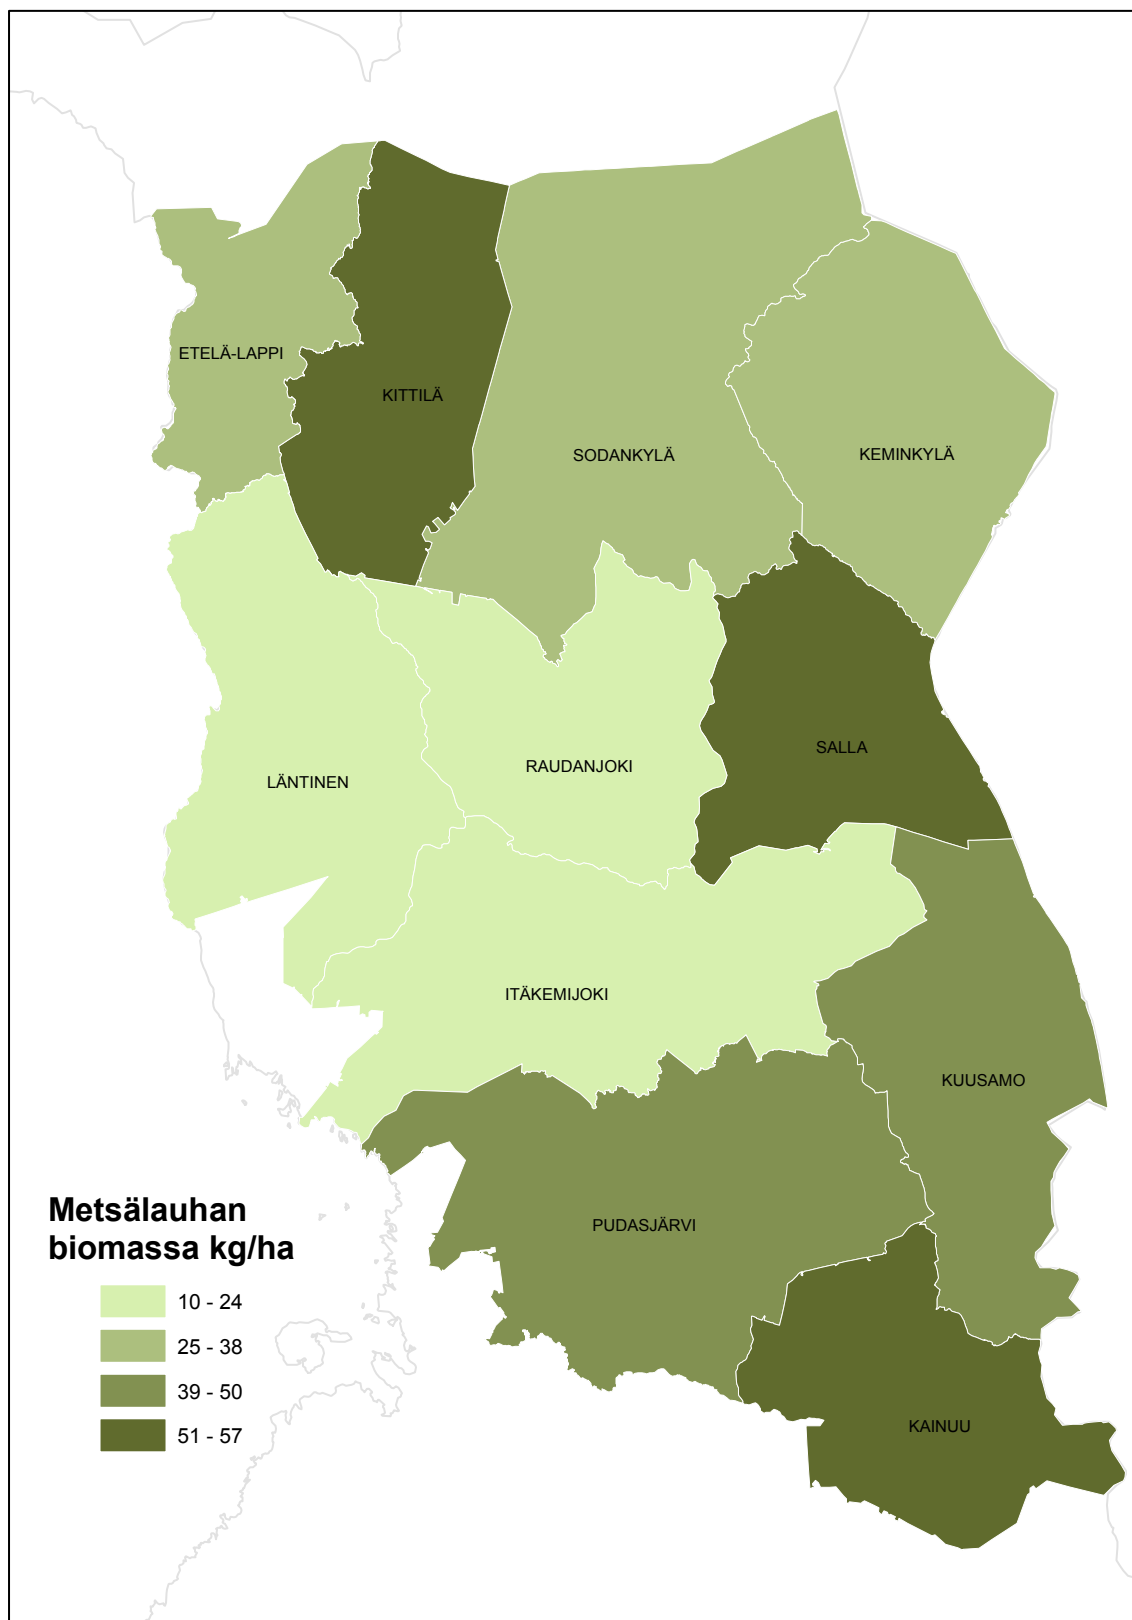 ETELÄ-LAPPI
KITTILÄ
SODANKYLÄ
KEMINKYLÄ
SALLA
RAUDANJOKI
LÄNTINEN
ITÄKEMIJOKI
KUUSAMO
PUDASJÄRVI
KAINUU
Metsälauhan
biomassa kg/ha
10 - 24
25 - 38
39 - 50
51 - 57